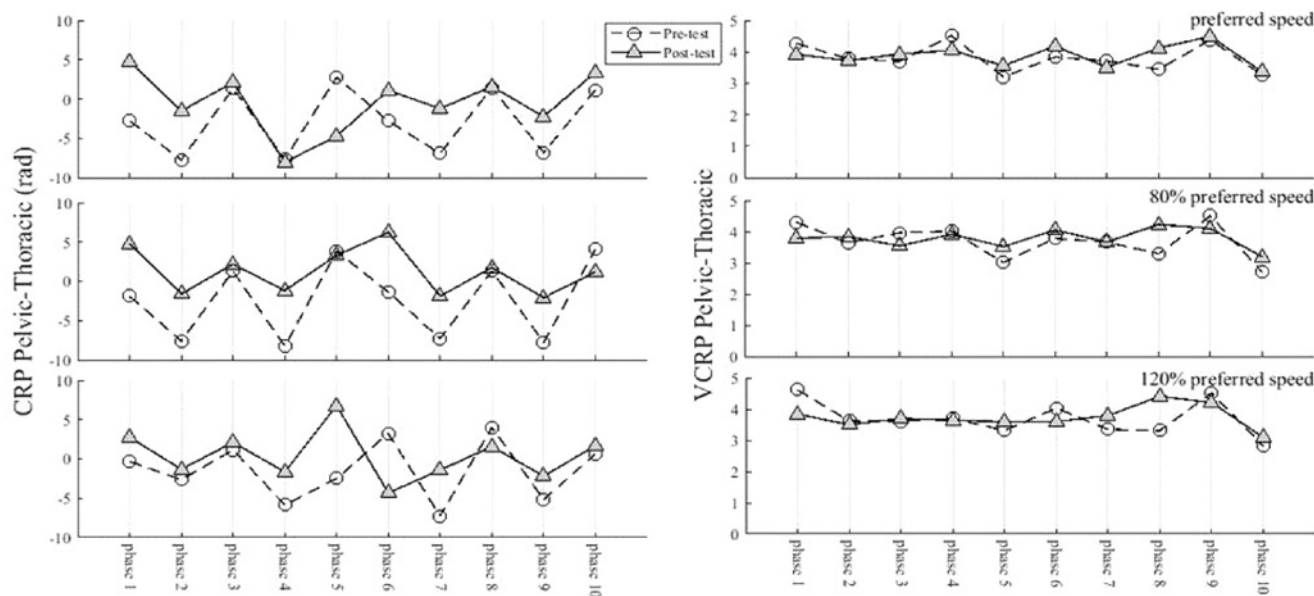 CRP Pelvic-Thoracic (rad)
10
5
0
-5
-10
Pre-test
Post-test
10
5
0
-5
-10
10
5
0
-5
-10
phase 1
phase 2
phase 3
phase 4
phase 5
phase 6
phase 7
phase 8
phase 9
phase 10
VCRP Pelvic-Thoracic
preferred speed
5
4
3
2
1
0
80% preferred speed
5
4
3
2
1
0
120% preferred speed
5
4
3
2
1
0
phase 1
phase 2
phase 3
phase 4
phase 5
phase 6
phase 7
phase 8
phase 9
phase 10